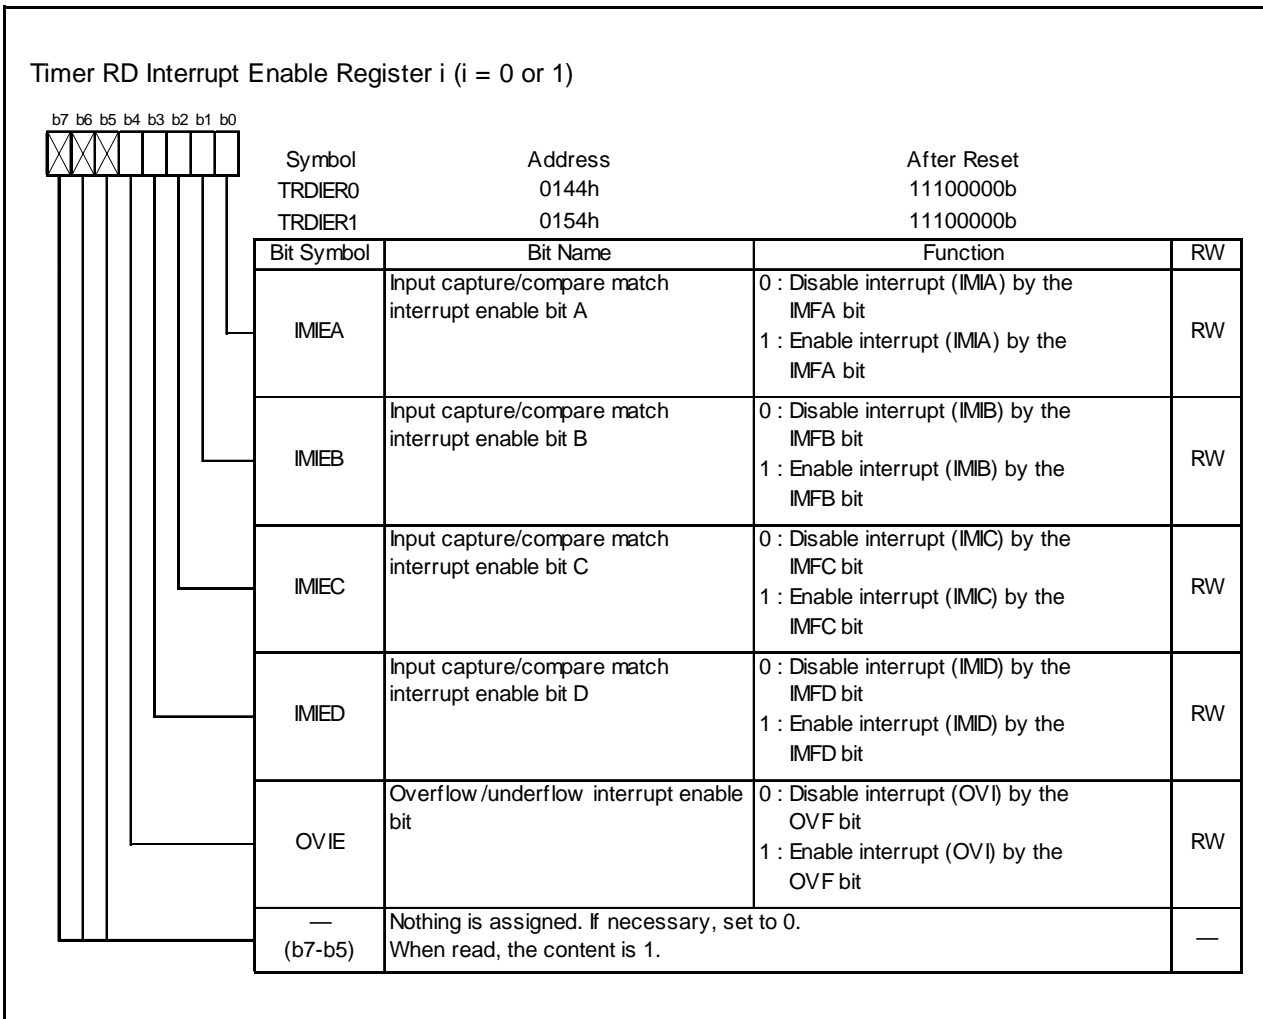 Timer RD Interrupt Enable Register i (i = 0 or 1)
b7 b6 b5 b4 b3 b2 b1 b0
Symbol Address After Reset
TRDIER0 0144h 11100000b
TRDIER1 0154h 11100000b
Bit Symbol Bit Name Function RW
IMIEA
Input capture/compare match
interrupt enable bit A
0 : Disable interrupt (IMIA) by the
IMFA bit
1 : Enable interrupt (IMIA) by the
IMFA bit
RW
IMIEB
Input capture/compare match
interrupt enable bit B
0 : Disable interrupt (IMIB) by the
IMFB bit
1 : Enable interrupt (IMIB) by the
IMFB bit
RW
IMIEC
Input capture/compare match
interrupt enable bit C
0 : Disable interrupt (IMIC) by the
IMFC bit
1 : Enable interrupt (IMIC) by the
IMFC bit
RW
IMIED
Input capture/compare match
interrupt enable bit D
0 : Disable interrupt (IMID) by the
IMFD bit
1 : Enable interrupt (IMID) by the
IMFD bit
RW
OVIE
Overflow/underflow interrupt enable
bit
0 : Disable interrupt (OVI) by the
OVF bit
1 : Enable interrupt (OVI) by the
OVF bit
RW
—
(b7-b5)
Nothing is assigned. If necessary, set to 0.
When read, the content is 1.
—